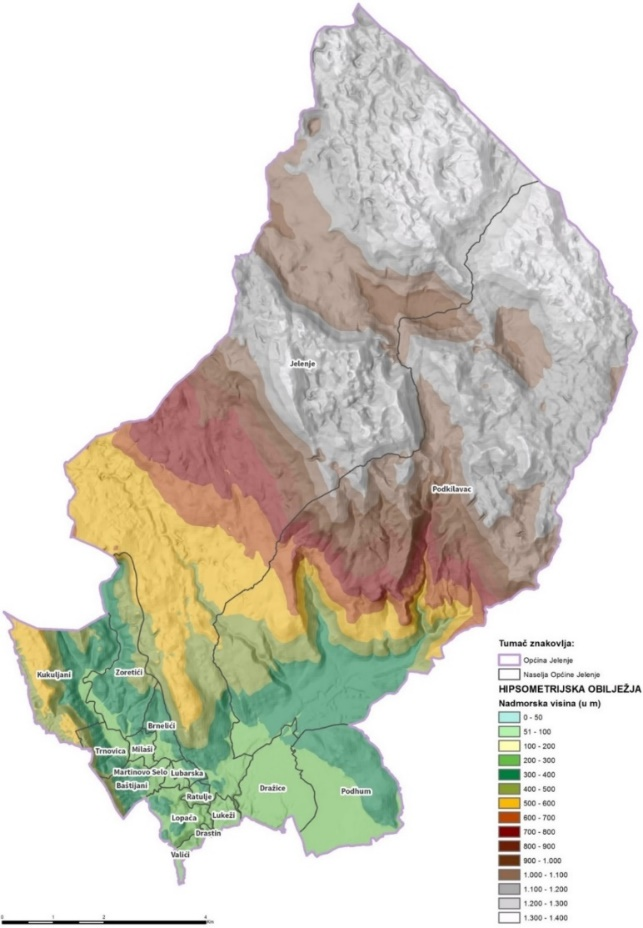 Jelenje
Podkilavac
Kukuljani
Zoretići
Brnelići
Trnovica
Milaši
Martinovo Selo
Lubarska
Baštijani
Ratulje
Dražice
Podhum
Lopača
Lukeži
Drastin
Valići
Tumač znakovlja:
Općina Jelenje
Naselja Općine Jelenje
HIPSOMETRIJSKA OBILJEŽJA
Nadmorska visina (u m)
0 - 50
51 - 100
100 - 200
200 - 300
300 - 400
400 - 500
500 - 600
600 - 700
700 - 800
800 - 900
900 - 1.000
1.000 - 1.100
1.100 - 1.200
1.200 - 1.300
1.300 - 1.400
0 1 2 4